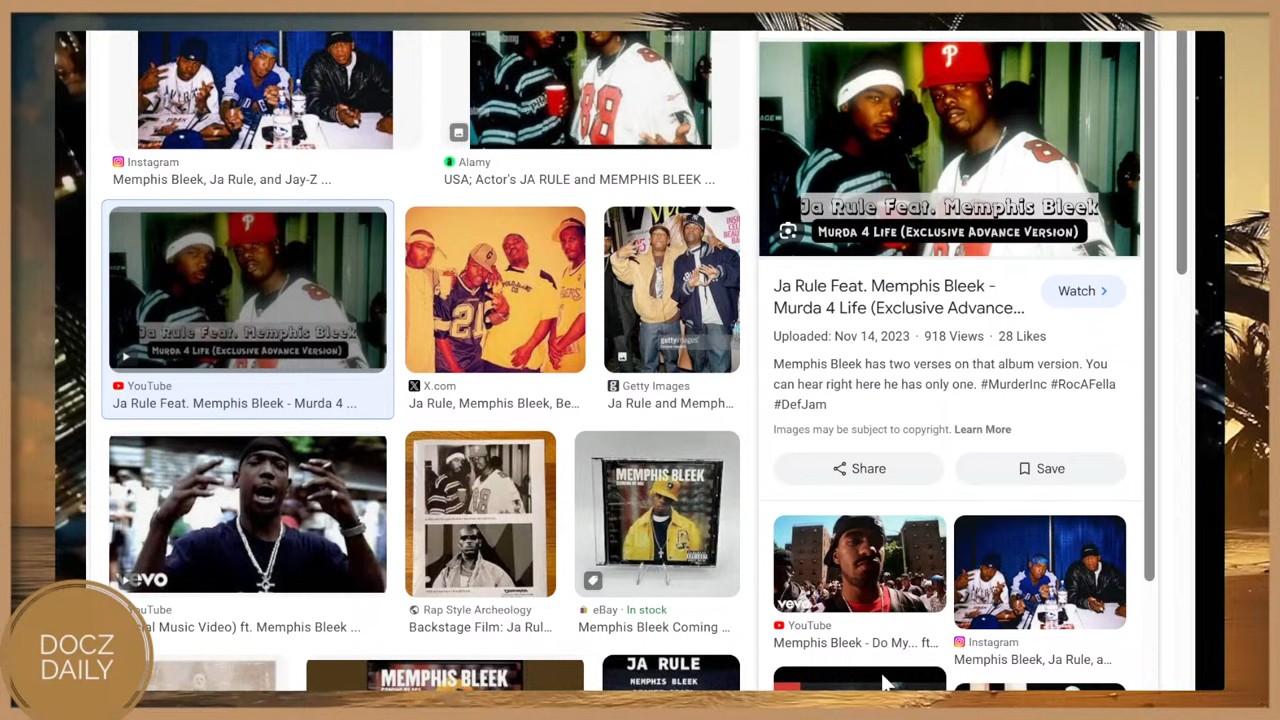 Instagram
Memphis Bleek, Ja Rule, and Jay-Z ...
Alamy
USA; Actor's JA RULE and MEMPHIS BLEEK ...
Ja Rule Feat. Memphis Bleek
MURDA 4 LIFE (EXCLUSIVE ADVANCE VERSION)
YouTube
Ja Rule Feat. Memphis Bleek - Murda 4 ...
X.com
Ja Rule, Memphis Bleek, Be...
gettyimages
Getty Images
Ja Rule and Memph...
evo
YouTube
al Music Video) ft. Memphis Bleek ...
Rap Style Archeology
Backstage Film: Ja Rul...
MEMPHIS BLEEK
eBay · In stock
Memphis Bleek Coming ...
MEMPHIS BLEEK
JA RULE
MEMPHIS BLEEK
Ja Rule Feat. Memphis Bleek
MURDA 4 LIFE (EXCLUSIVE ADVANCE VERSION)
Ja Rule Feat. Memphis Bleek -
Murda 4 Life (Exclusive Advance...
Watch
Uploaded: Nov 14, 2023 · 918 Views · 28 Likes
Memphis Bleek has two verses on that album version. You
can hear right here he has only one. #MurderInc #RocAFella
#DefJam
Images may be subject to copyright. Learn More
Share
Save
vevo
YouTube
Memphis Bleek - Do My... ft...
Instagram
Memphis Bleek, Ja Rule, a...
DOCZ
DAILY